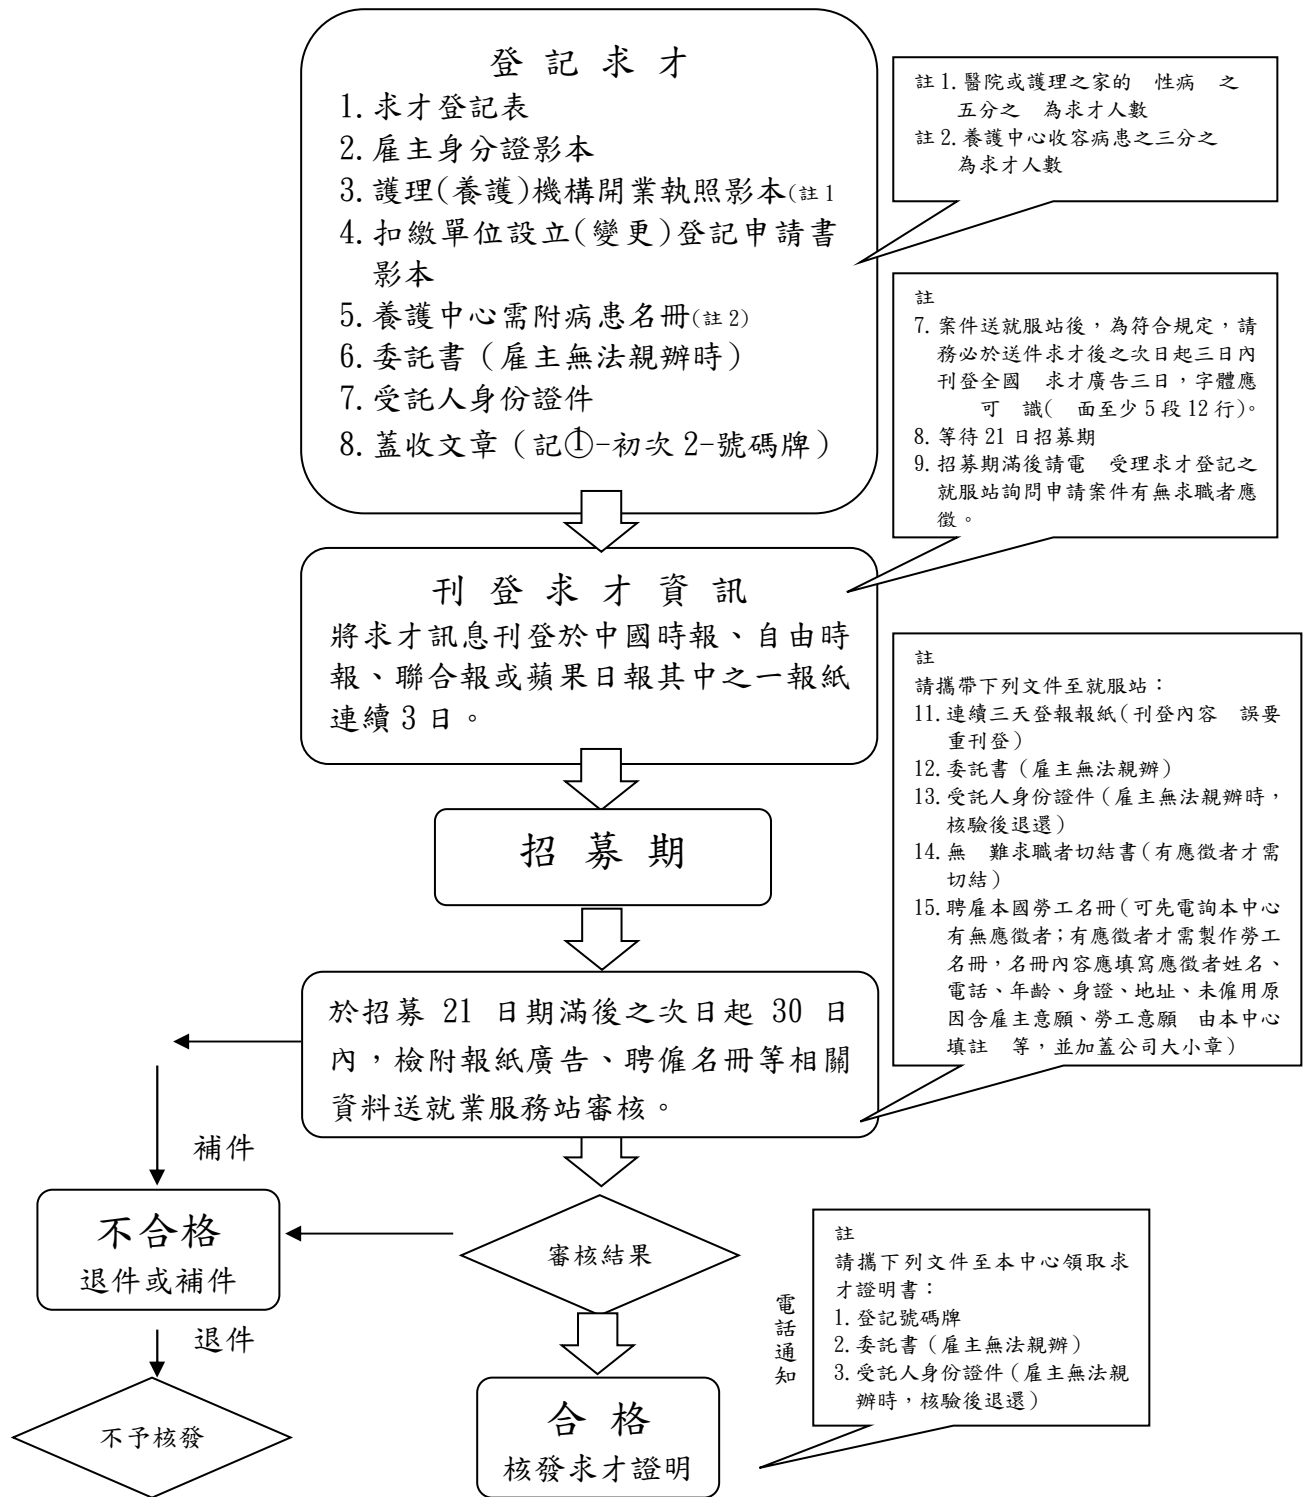 登記求才
1.求才登記表
2.雇主身分證影本
3.護理(養護)機構開業執照影本(註1
4.扣繳單位設立(變更)登記申請書
影本
5.養護中心需附病患名冊(註2)
6.委託書（雇主無法親辦時）
7.受託人身份證件
8.蓋收文章（記①-初次2-號碼牌）
註1.醫院或護理之家的　性病　之
五分之　為求才人數
註2.養護中心收容病患之三分之
為求才人數
註
7.案件送就服站後，為符合規定，請
務必於送件求才後之次日起三日內
刊登全國　求才廣告三日，字體應
可　識(　面至少5段12行)。
8.等待21日招募期
9.招募期滿後請電　受理求才登記之
就服站詢問申請案件有無求職者應
徵。
刊登求才資訊
將求才訊息刊登於中國時報、自由時
報、聯合報或蘋果日報其中之一報紙
連續3日。
招募期
註
請攜帶下列文件至就服站：
11.連續三天登報報紙(刊登內容　誤要
重刊登)
12.委託書（雇主無法親辦）
13.受託人身份證件（雇主無法親辦時，
核驗後退還）
14.無　難求職者切結書(有應徵者才需
切結)
15.聘雇本國勞工名冊(可先電詢本中心
有無應徵者；有應徵者才需製作勞工
名冊，名冊內容應填寫應徵者姓名、
電話、年齡、身證、地址、未僱用原
因含雇主意願、勞工意願　由本中心
填註　等，並加蓋公司大小章)
於招募 21 日期滿後之次日起 30 日
內，檢附報紙廣告、聘僱名冊等相關
資料送就業服務站審核。
補件
不合格
退件或補件
審核結果
退件
不予核發
合格
核發求才證明
電話通知
註
請攜下列文件至本中心領取求
才證明書：
1.登記號碼牌
2.委託書（雇主無法親辦）
3.受託人身份證件（雇主無法親
辦時，核驗後退還）